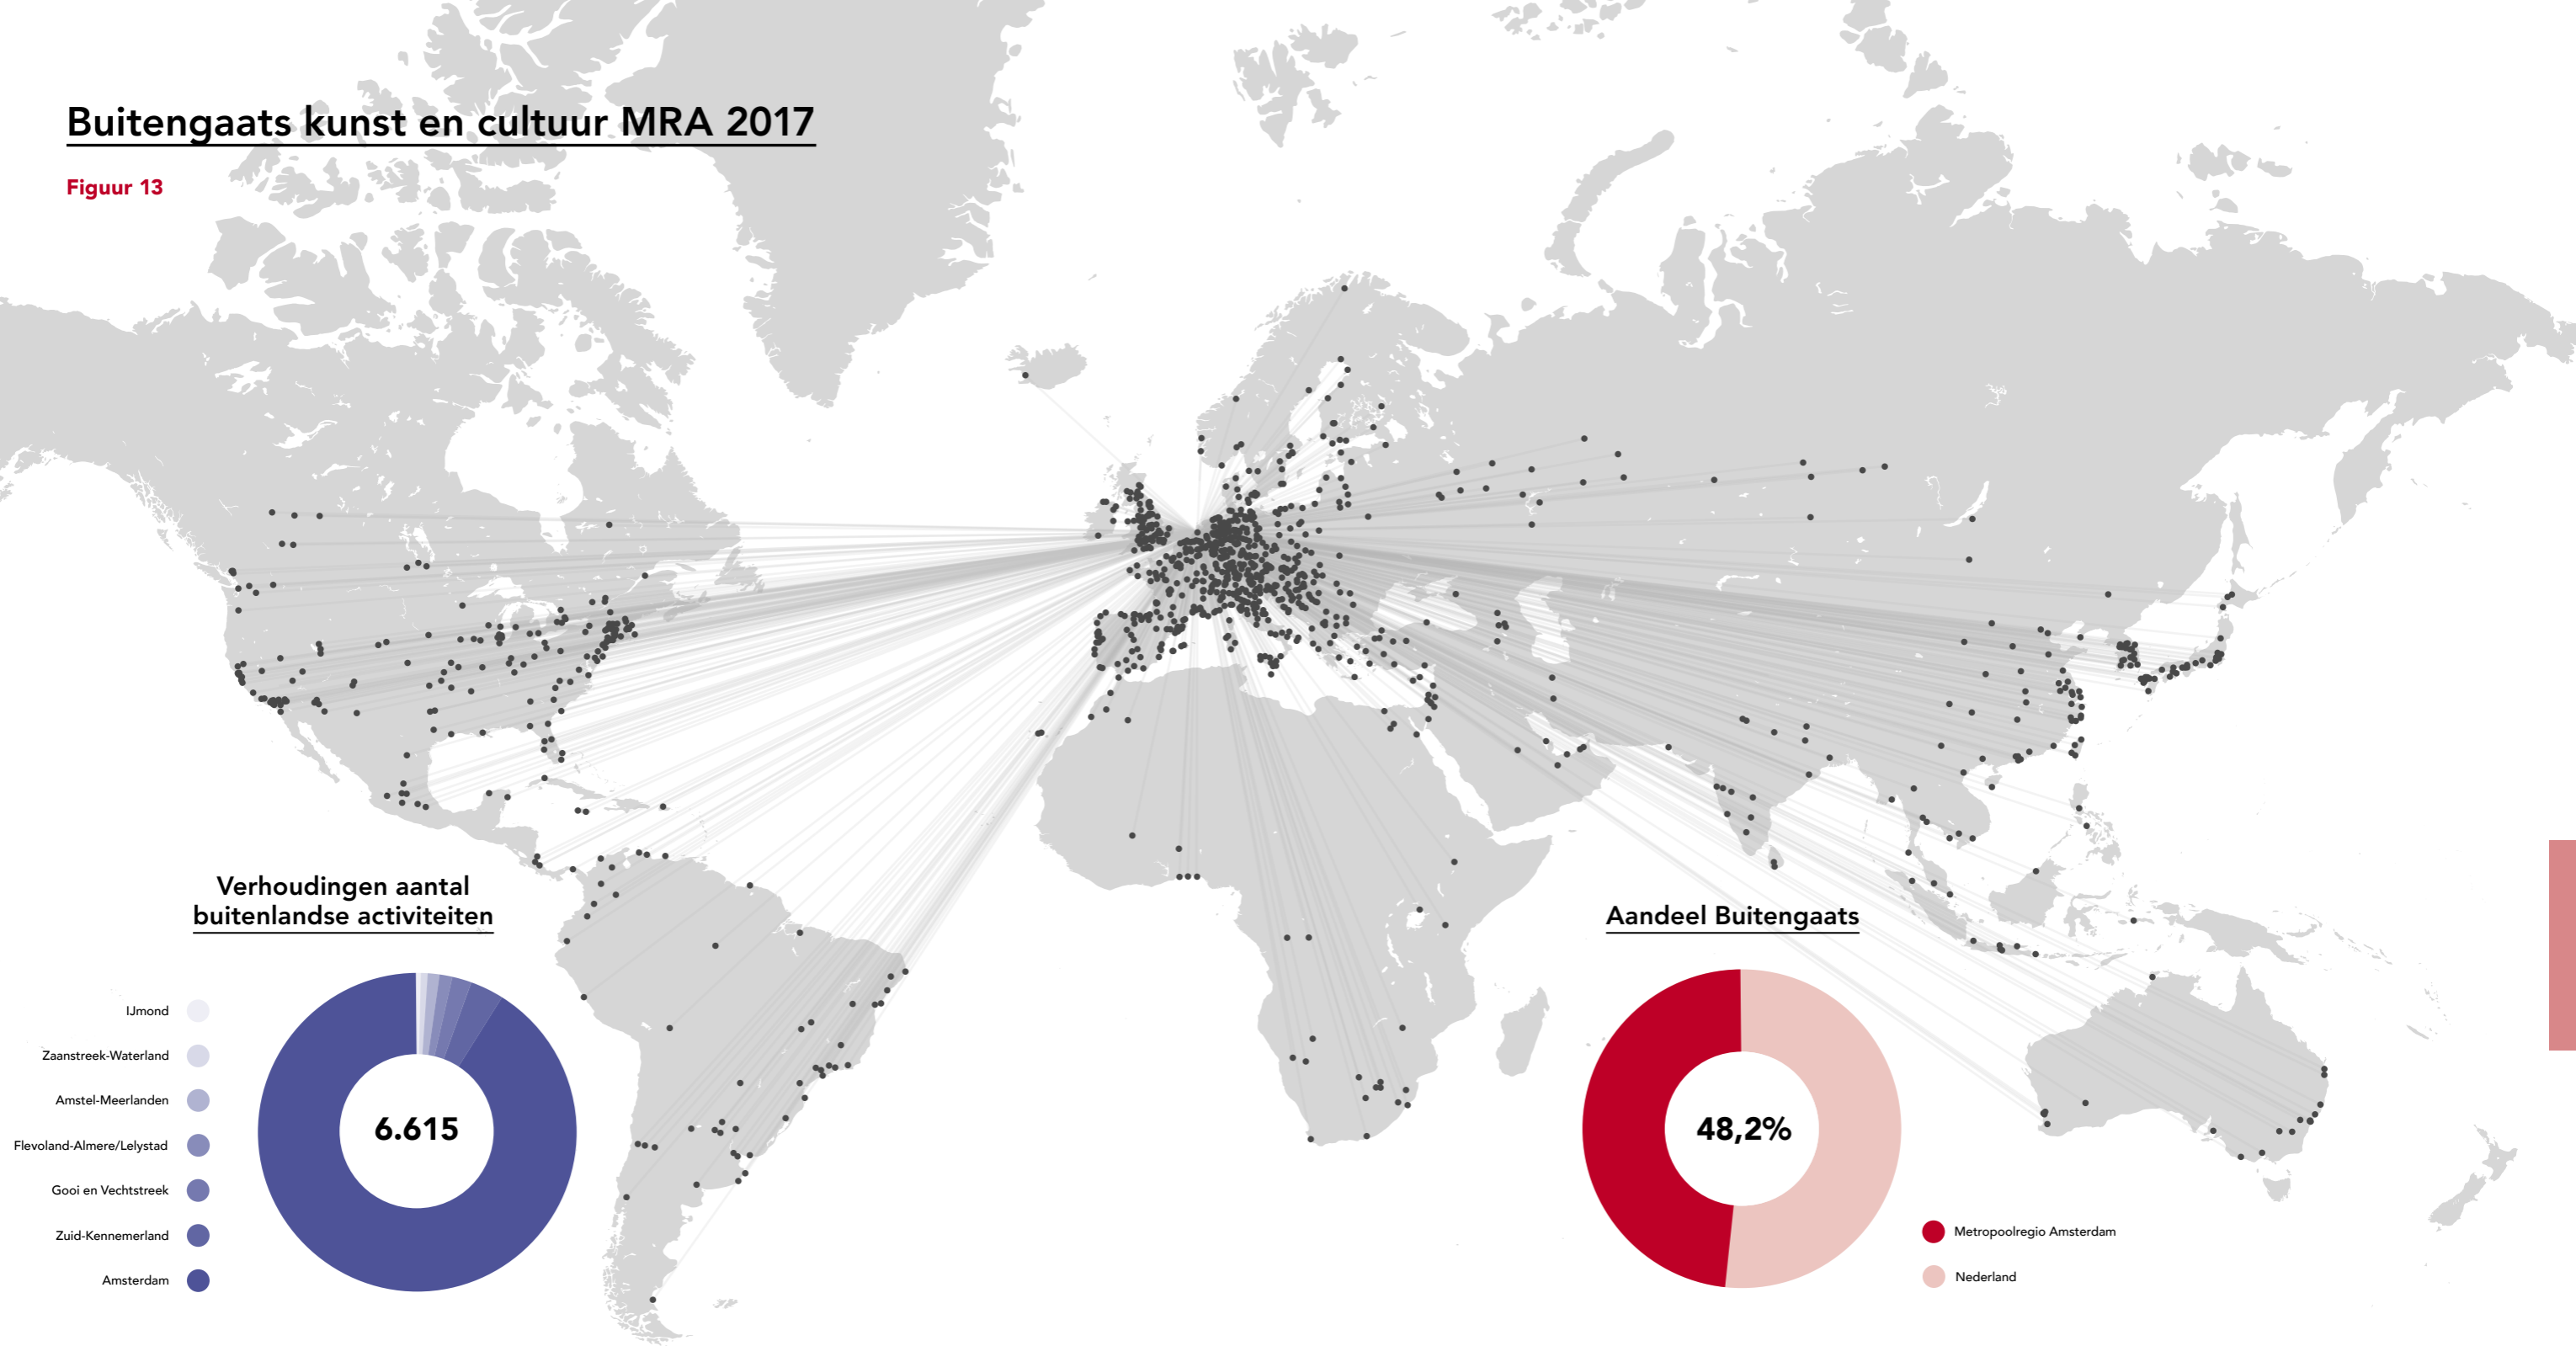 Buitengaats kunst en cultuur MRA 2017
Figuur 13
Verhoudingen aantal
buitenlandse activiteiten
IJmond
Zaanstreek-Waterland
Amstel-Meerlanden
Flevoland-Almere/Lelystad
Gooi en Vechtstreek
Zuid-Kennemerland
Amsterdam
6.615
Aandeel Buitengaats
48,2%
Metropoolregio Amsterdam
Nederland